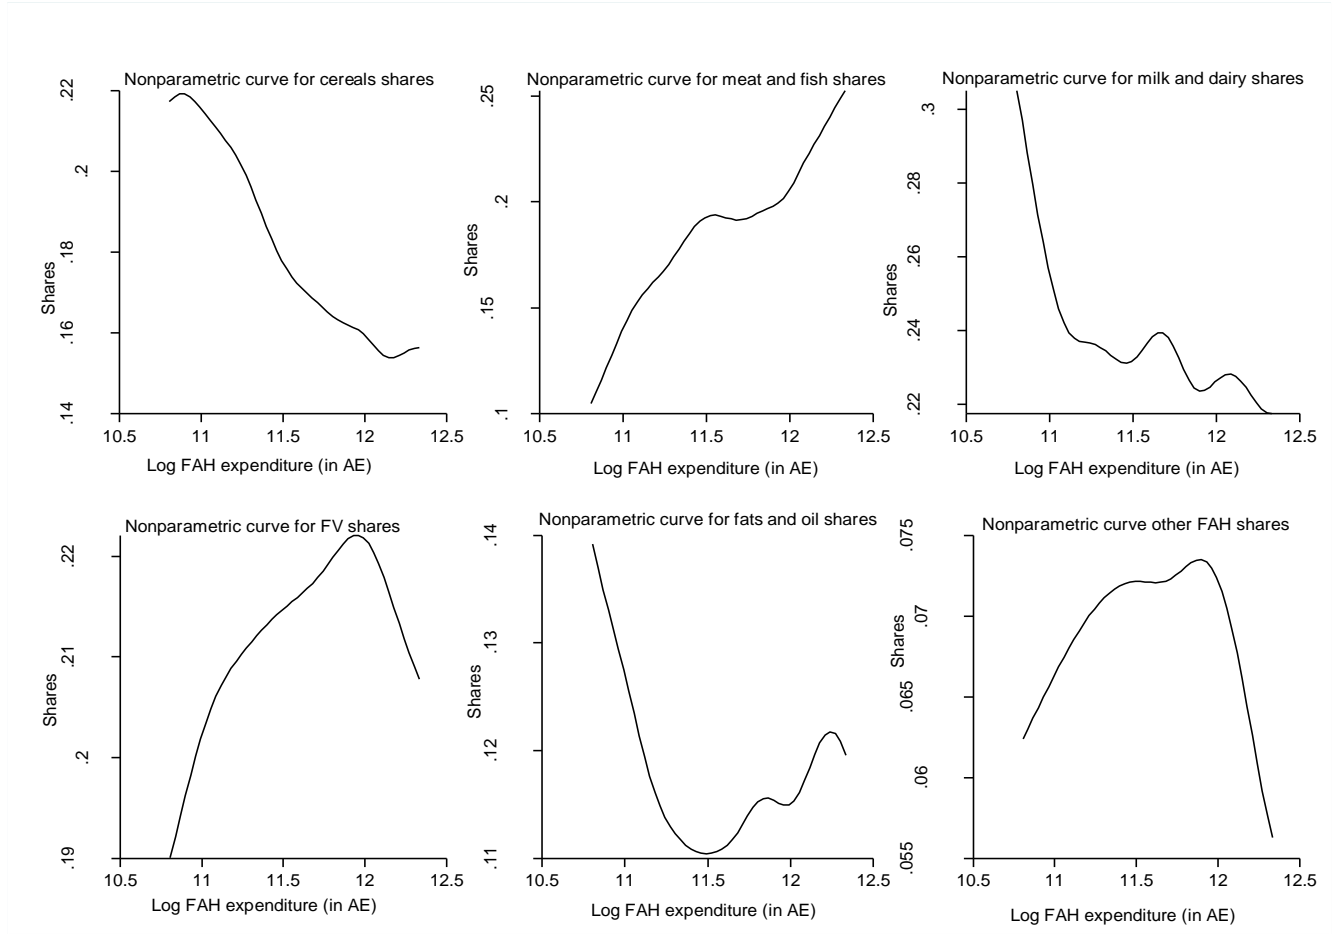 Nonparametric curve for cereals shares
Shares
.14
.16
.18
.2
.22
10.5 11 11.5 12 12.5
Log FAH expenditure (in AE)
Nonparametric curve for meat and fish shares
Shares
.1
.15
.2
.25
10.5 11 11.5 12 12.5
Log FAH expenditure (in AE)
Nonparametric curve for milk and dairy shares
Shares
.22
.24
.26
.28
.3
10.5 11 11.5 12 12.5
Log FAH expenditure (in AE)
Nonparametric curve for FV shares
Shares
.19
.2
.21
.22
10.5 11 11.5 12 12.5
Log FAH expenditure (in AE)
Nonparametric curve for fats and oil shares
Shares
.11
.12
.13
.14
10.5 11 11.5 12 12.5
Log FAH expenditure (in AE)
Nonparametric curve other FAH shares
Shares
.055
.06
.065
.07
.075
10.5 11 11.5 12 12.5
Log FAH expenditure (in AE)